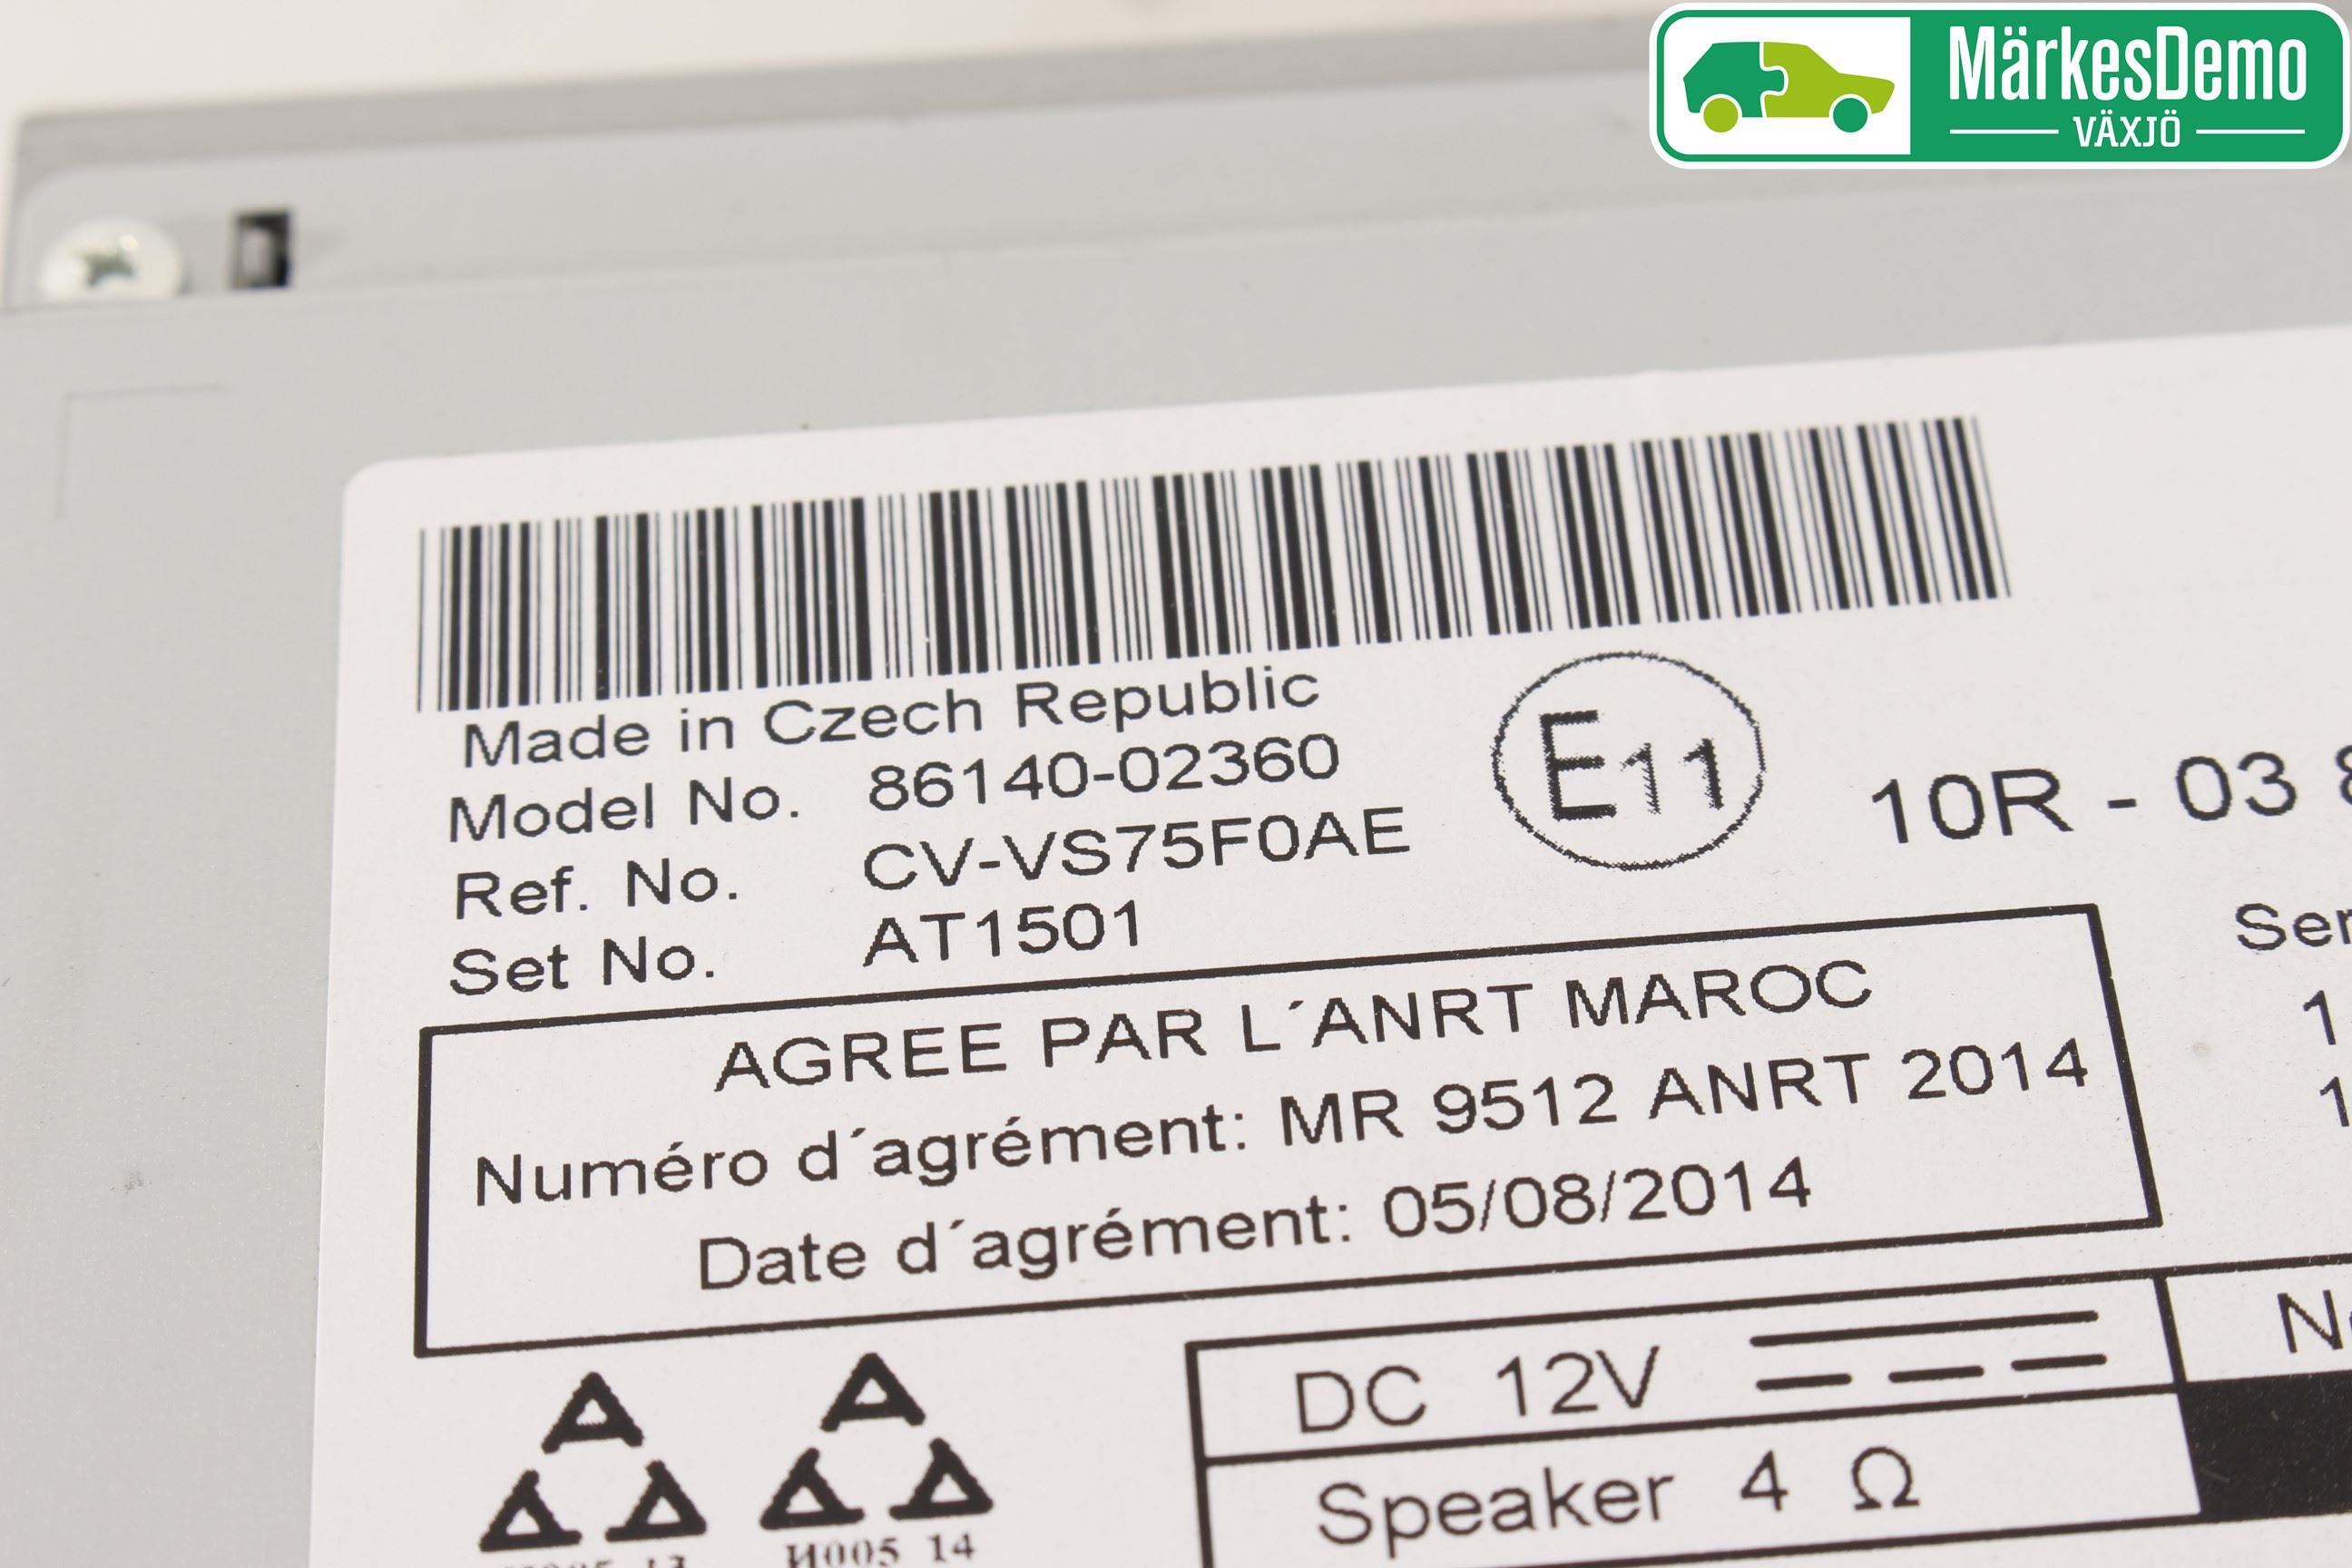 MärkesDemo
VÄXJÖ
Made in Czech Republic
Model No. 86140-02360
Ref. No. CV-VS75F0AE
Set No. AT1501
E11
10R - 03
AGREE PAR L´ANRT MAROC
Numéro d´agrément: MR 9512 ANRT 2014
Date d´agrément: 05/08/2014
DC 12V
Speaker 4 Ω
И005 14